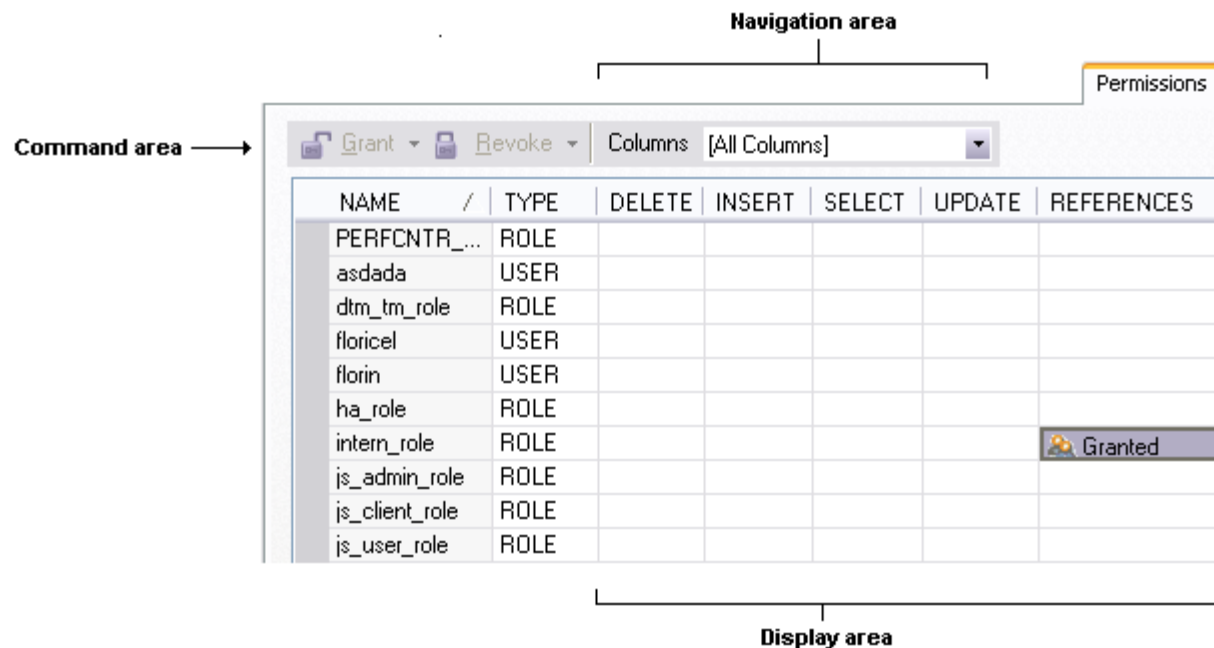 Navigation area
Permissions
Command area
Grant Revoke Columns [All Columns]
NAME / TYPE DELETE INSERT SELECT UPDATE REFERENCES
PERFCNTR_... ROLE
asdada USER
dtm_tm_role ROLE
floricel USER
florin USER
ha_role ROLE
intern_role ROLE Granted
js_admin_role ROLE
js_client_role ROLE
js_user_role ROLE
Display area